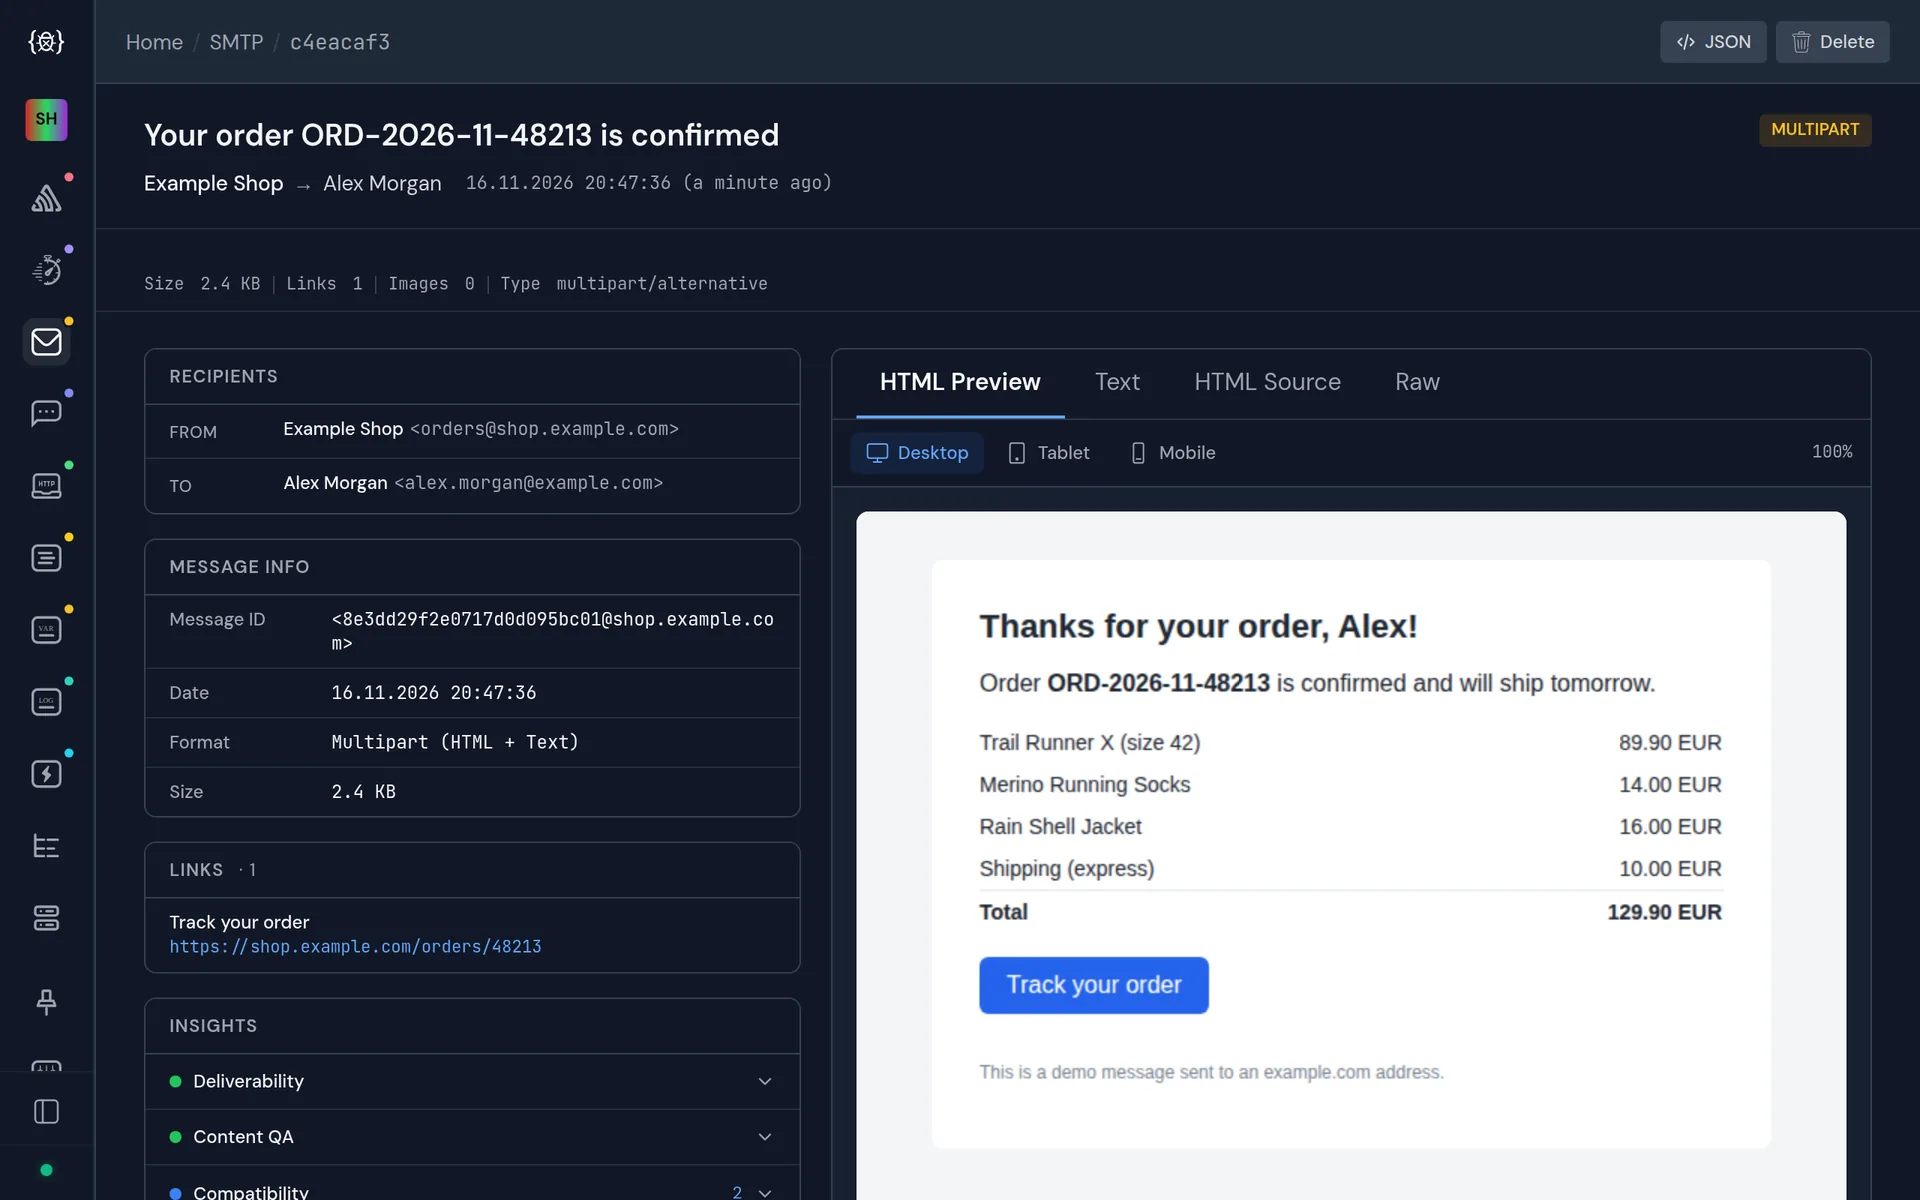 Home / SMTP / c4eacaf3
</> JSON
Delete
SH
Your order ORD-2026-11-48213 is confirmed
MULTIPART
Example Shop → Alex Morgan 16.11.2026 20:47:36 (a minute ago)
Size 2.4 KB | Links 1 | Images 0 | Type multipart/alternative
RECIPIENTS
FROM Example Shop <orders@shop.example.com>
TO Alex Morgan <alex.morgan@example.com>
MESSAGE INFO
Message ID <8e3dd29f2e0717d0d095bc01@shop.example.co
m>
Date 16.11.2026 20:47:36
Format Multipart (HTML + Text)
Size 2.4 KB
LINKS · 1
Track your order
https://shop.example.com/orders/48213
INSIGHTS
Deliverability
Content QA
Compatibility 2
HTML Preview Text HTML Source Raw
Desktop Tablet Mobile 100%
Thanks for your order, Alex!
Order ORD-2026-11-48213 is confirmed and will ship tomorrow.
Trail Runner X (size 42) 89.90 EUR
Merino Running Socks 14.00 EUR
Rain Shell Jacket 16.00 EUR
Shipping (express) 10.00 EUR
Total 129.90 EUR
Track your order
This is a demo message sent to an example.com address.
HTTP
VAR
LOG